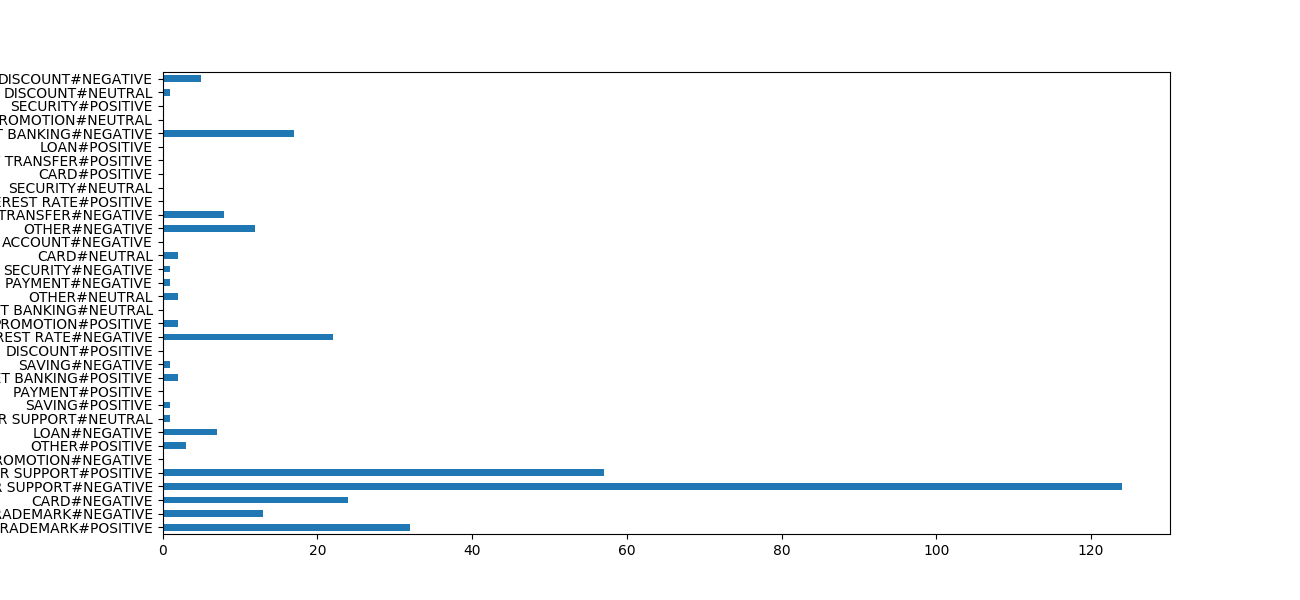 DISCOUNT#NEGATIVE
DISCOUNT#NEUTRAL
SECURITY#POSITIVE
ROMOTION#NEUTRAL
T BANKING#NEGATIVE
LOAN#POSITIVE
TRANSFER#POSITIVE
CARD#POSITIVE
SECURITY#NEUTRAL
EREST RATE#POSITIVE
TRANSFER#NEGATIVE
OTHER#NEGATIVE
ACCOUNT#NEGATIVE
CARD#NEUTRAL
SECURITY#NEGATIVE
PAYMENT#NEGATIVE
OTHER#NEUTRAL
T BANKING#NEUTRAL
PROMOTION#POSITIVE
REST RATE#NEGATIVE
DISCOUNT#POSITIVE
SAVING#NEGATIVE
ET BANKING#POSITIVE
PAYMENT#POSITIVE
SAVING#POSITIVE
R SUPPORT#NEUTRAL
LOAN#NEGATIVE
OTHER#POSITIVE
ROMOTION#NEGATIVE
R SUPPORT#POSITIVE
R SUPPORT#NEGATIVE
CARD#NEGATIVE
RADEMARK#NEGATIVE
RADEMARK#POSITIVE
0 20 40 60 80 100 120